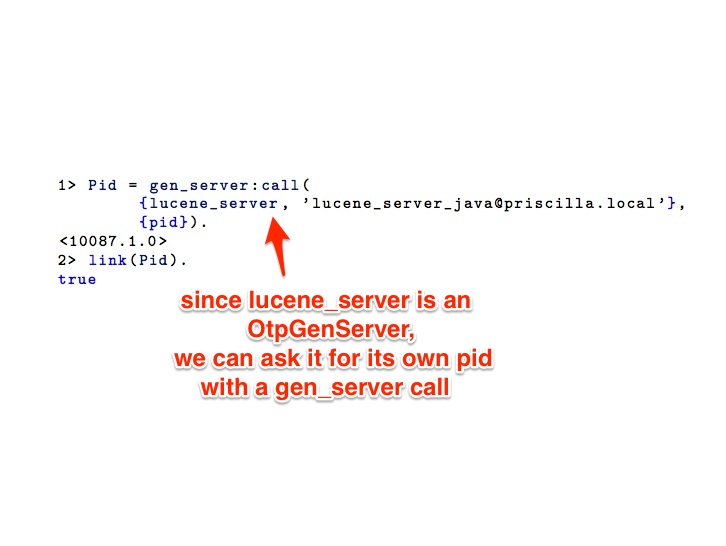 1> Pid = gen_server:call(
{lucene_server, 'lucene_server_java@priscilla.local'},
{pid}).
<10087.1.0>
2> link(Pid).
true
since lucene_server is an
OtpGenServer,
we can ask it for its own pid
with a gen_server call